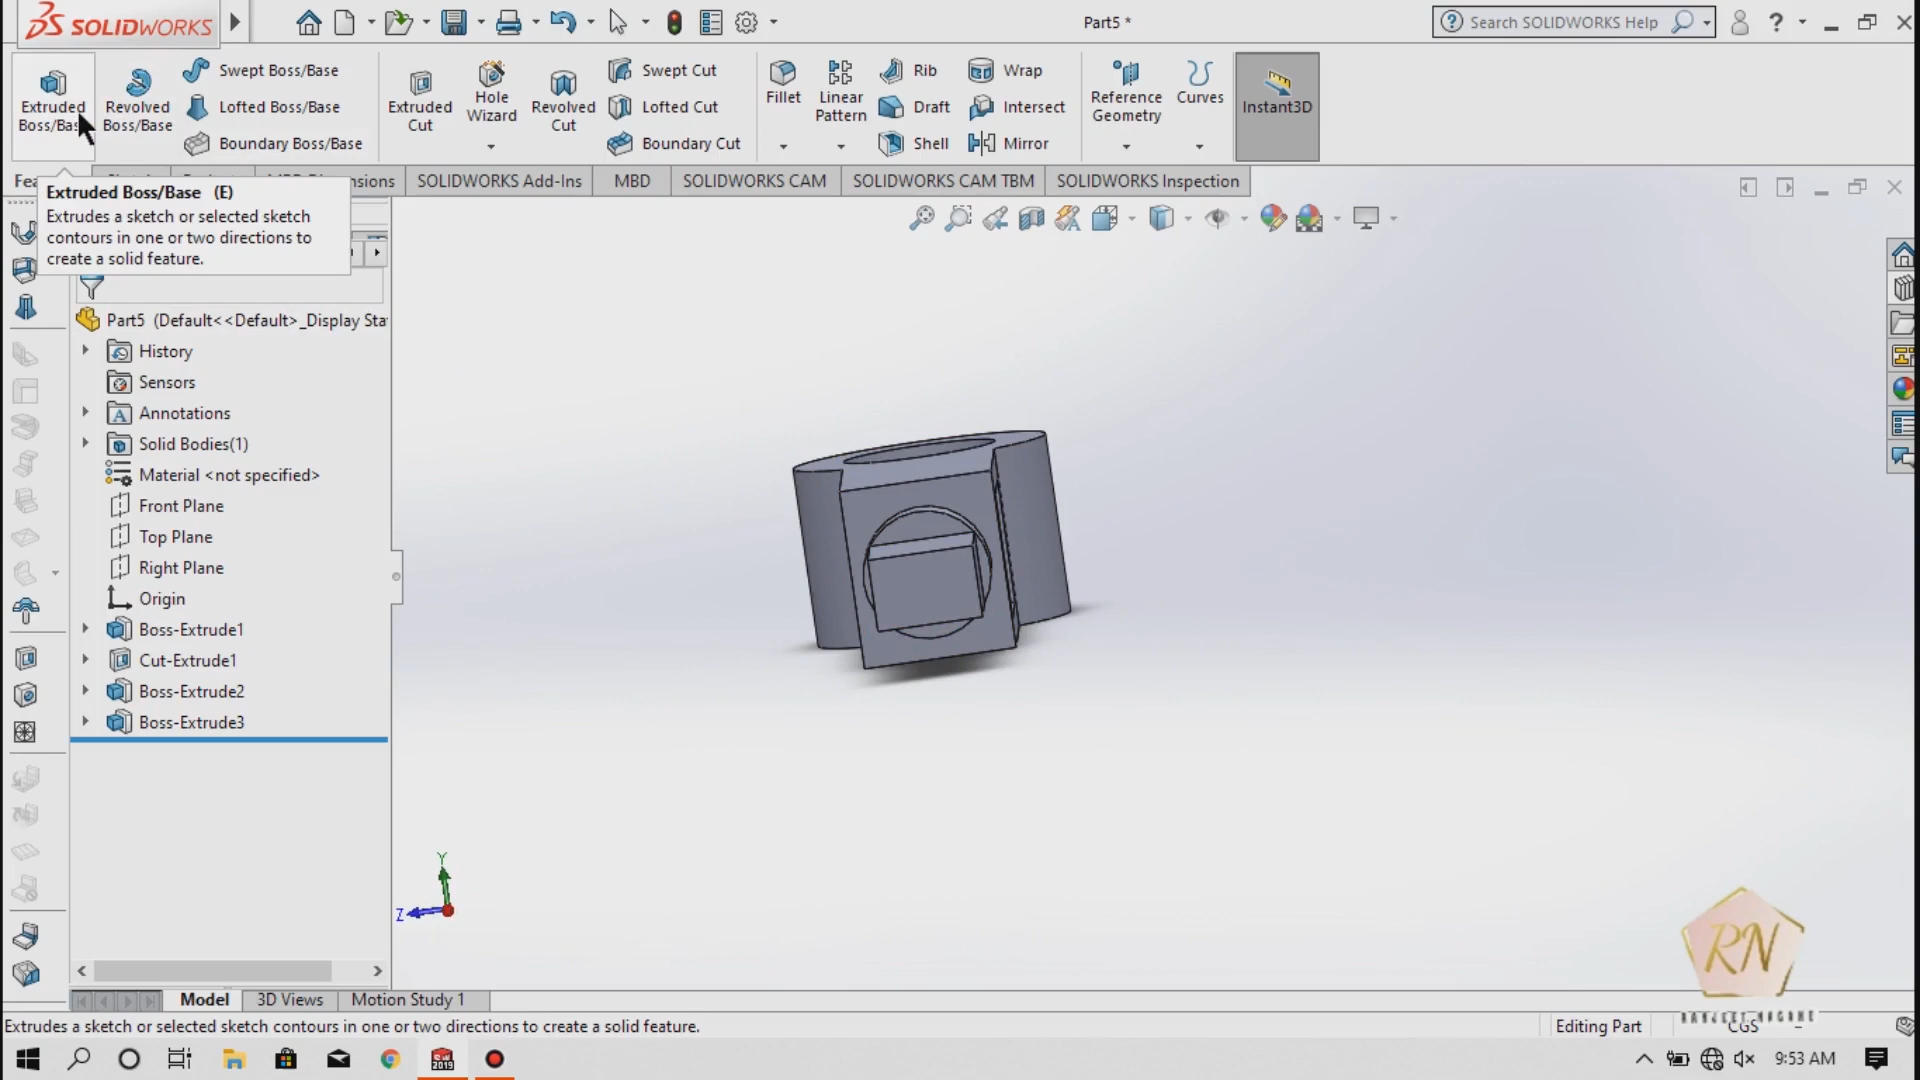 SOLIDWORKS
Part5 *
Search SOLIDWORKS Help
?
Extruded
Boss/Bas
Revolved
Boss/Base
Swept Boss/Base
Lofted Boss/Base
Boundary Boss/Base
Extruded
Cut
Hole
Wizard
Revolved
Cut
Swept Cut
Lofted Cut
Boundary Cut
Fillet
Linear
Pattern
Rib
Draft
Shell
Wrap
Intersect
Mirror
Reference
Geometry
Curves
Instant3D
SOLIDWORKS Add-Ins
MBD
SOLIDWORKS CAM
SOLIDWORKS CAM TBM
SOLIDWORKS Inspection
Extruded Boss/Base (E)
Extrudes a sketch or selected sketch
contours in one or two directions to
create a solid feature.
Part5 (Default<<Default>_Display Sta
History
Sensors
Annotations
Solid Bodies(1)
Material <not specified>
Front Plane
Top Plane
Right Plane
Origin
Boss-Extrude1
Cut-Extrude1
Boss-Extrude2
Boss-Extrude3
Y
Z
RN
RANJEET NAGANE
Model
3D Views
Motion Study 1
Extrudes a sketch or selected sketch contours in one or two directions to create a solid feature.
Editing Part
CGS
9:53 AM